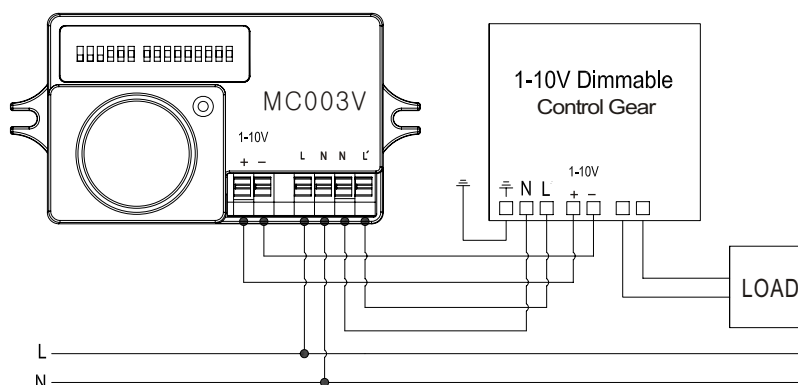 MC003V
1-10V
+ − L N N L′
1-10V Dimmable
Control Gear
1-10V
N L + −
LOAD
L
N